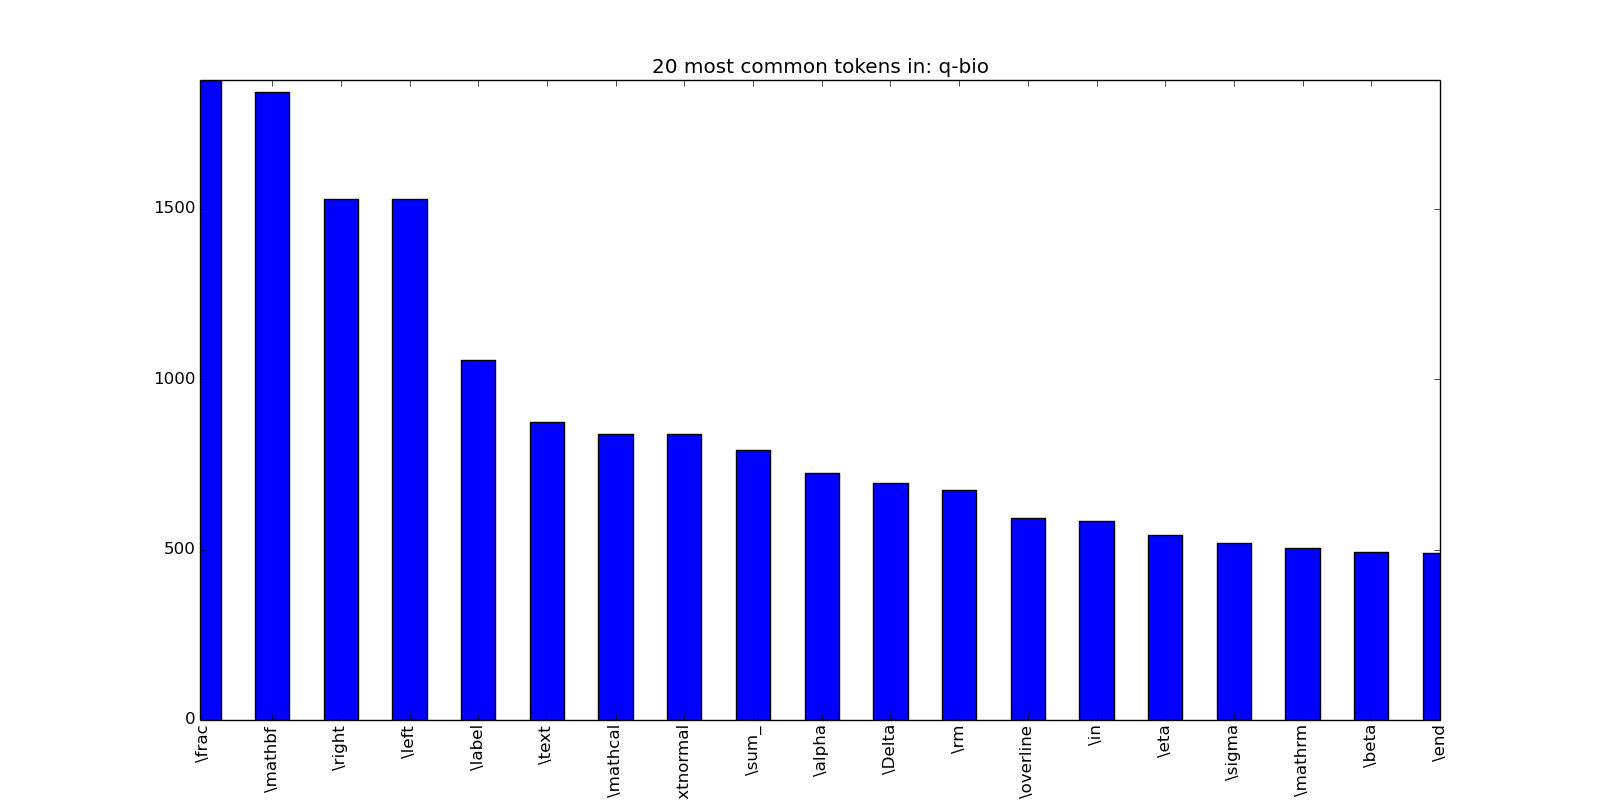 20 most common tokens in: q-bio
1500
1000
500
0
\frac
\mathbf
\right
\left
\label
\text
\mathcal
xtnormal
\sum_
\alpha
\Delta
\rm
\overline
\in
\eta
\sigma
\mathrm
\beta
\end